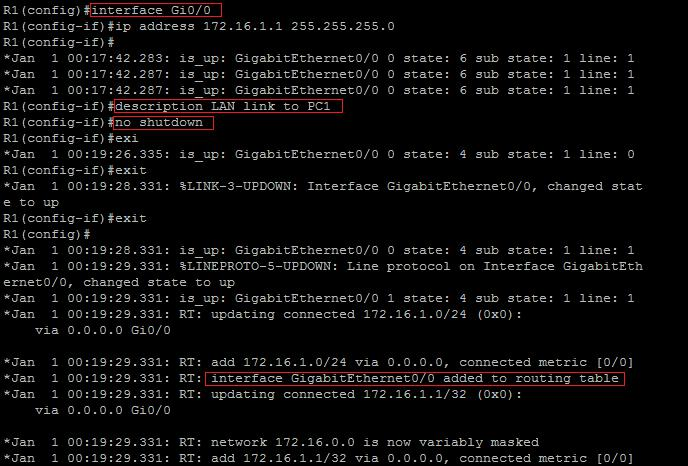 R1(config)#interface Gi0/0
R1(config-if)#ip address 172.16.1.1 255.255.255.0
R1(config-if)#
*Jan  1 00:17:42.283: is_up: GigabitEthernet0/0 0 state: 6 sub state: 1 line: 1
*Jan  1 00:17:42.287: is_up: GigabitEthernet0/0 0 state: 6 sub state: 1 line: 1
*Jan  1 00:17:42.287: is_up: GigabitEthernet0/0 0 state: 6 sub state: 1 line: 1
R1(config-if)#description LAN link to PC1
R1(config-if)#no shutdown
R1(config-if)#exi
*Jan  1 00:19:26.335: is_up: GigabitEthernet0/0 0 state: 4 sub state: 1 line: 0
R1(config-if)#exit
*Jan  1 00:19:28.331: %LINK-3-UPDOWN: Interface GigabitEthernet0/0, changed stat
e to up
R1(config-if)#exit
R1(config)#
*Jan  1 00:19:28.331: is_up: GigabitEthernet0/0 0 state: 4 sub state: 1 line: 1
*Jan  1 00:19:29.331: %LINEPROTO-5-UPDOWN: Line protocol on Interface GigabitEth
ernet0/0, changed state to up
*Jan  1 00:19:29.331: is_up: GigabitEthernet0/0 1 state: 4 sub state: 1 line: 1
*Jan  1 00:19:29.331: RT: updating connected 172.16.1.0/24 (0x0):
via 0.0.0.0 Gi0/0
*Jan  1 00:19:29.331: RT: add 172.16.1.0/24 via 0.0.0.0, connected metric [0/0]
*Jan  1 00:19:29.331: RT: interface GigabitEthernet0/0 added to routing table
*Jan  1 00:19:29.331: RT: updating connected 172.16.1.1/32 (0x0):
via 0.0.0.0 Gi0/0
*Jan  1 00:19:29.331: RT: network 172.16.0.0 is now variably masked
*Jan  1 00:19:29.331: RT: add 172.16.1.1/32 via 0.0.0.0, connected metric [0/0]